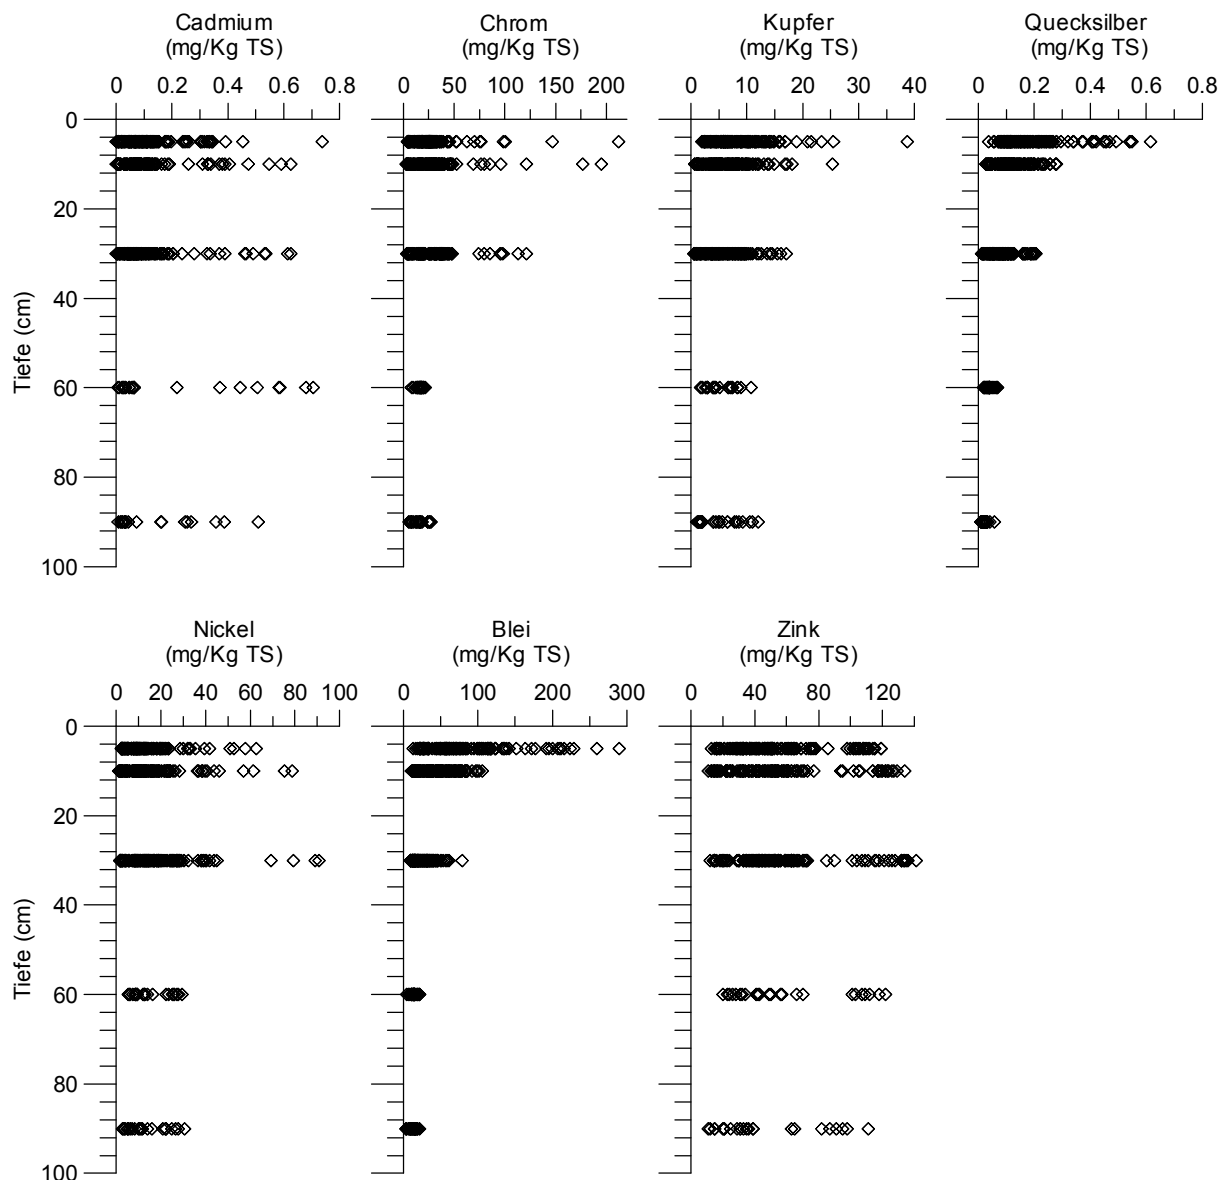 Cadmium
(mg/Kg TS)
Chrom
(mg/Kg TS)
Kupfer
(mg/Kg TS)
Quecksilber
(mg/Kg TS)
0 0.2 0.4 0.6 0.8
0 50 100 150 200
0 10 20 30 40
0 0.2 0.4 0.6 0.8
0
20
40
60
80
100
Tiefe (cm)
Nickel
(mg/Kg TS)
Blei
(mg/Kg TS)
Zink
(mg/Kg TS)
0 20 40 60 80 100
0 100 200 300
0 40 80 120
0
20
40
60
80
100
Tiefe (cm)